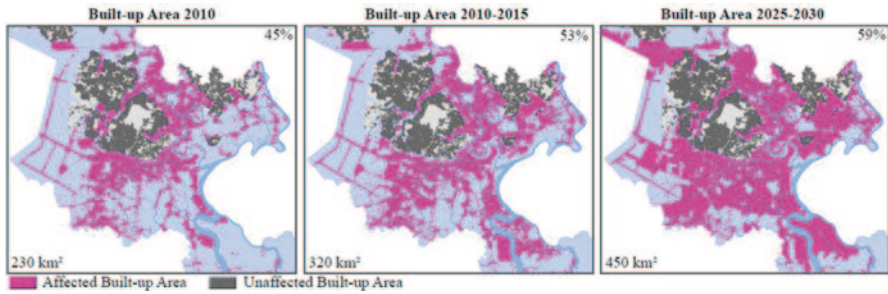 Built-up Area 2010
45%
230 km²
Built-up Area 2010-2015
53%
320 km²
Built-up Area 2025-2030
59%
450 km²
Affected Built-up Area
Unaffected Built-up Area